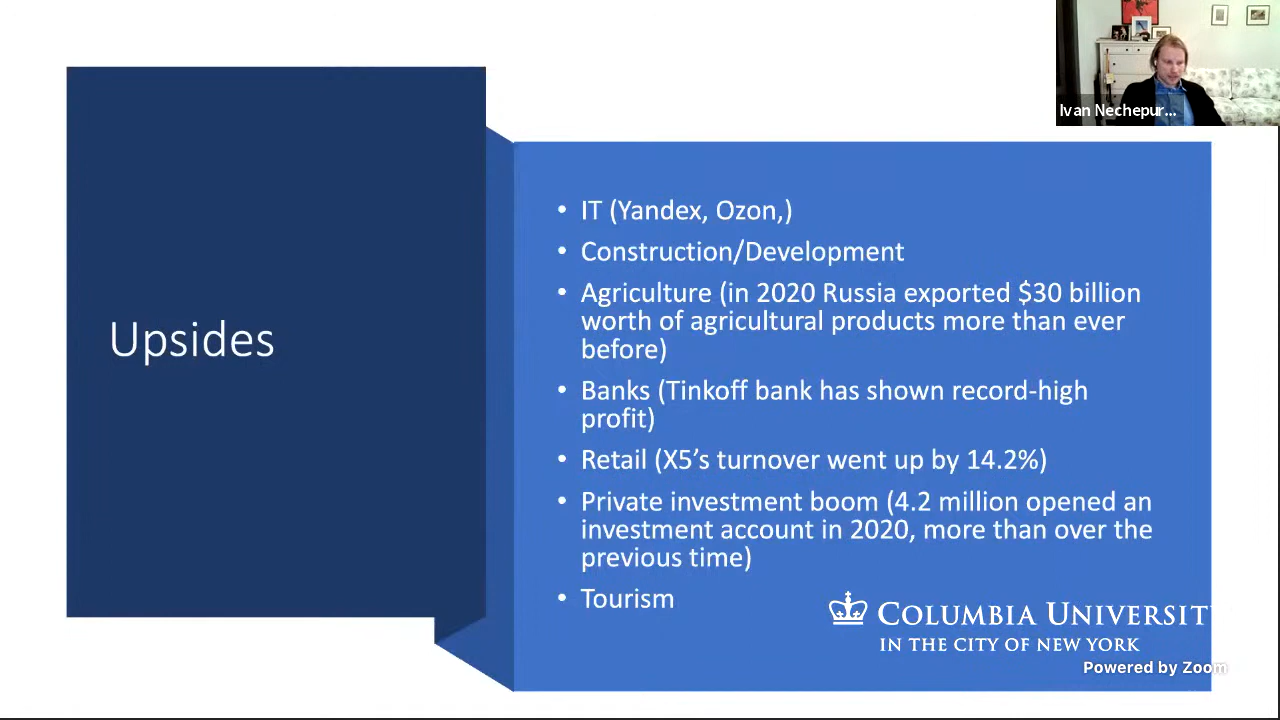 Ivan Nechepur...
Upsides
• IT (Yandex, Ozon,)
• Construction/Development
• Agriculture (in 2020 Russia exported $30 billion
worth of agricultural products more than ever
before)
• Banks (Tinkoff bank has shown record-high
profit)
• Retail (X5’s turnover went up by 14.2%)
• Private investment boom (4.2 million opened an
investment account in 2020, more than over the
previous time)
• Tourism
COLUMBIA UNIVERSITY
IN THE CITY OF NEW YORK
Powered by Zoom